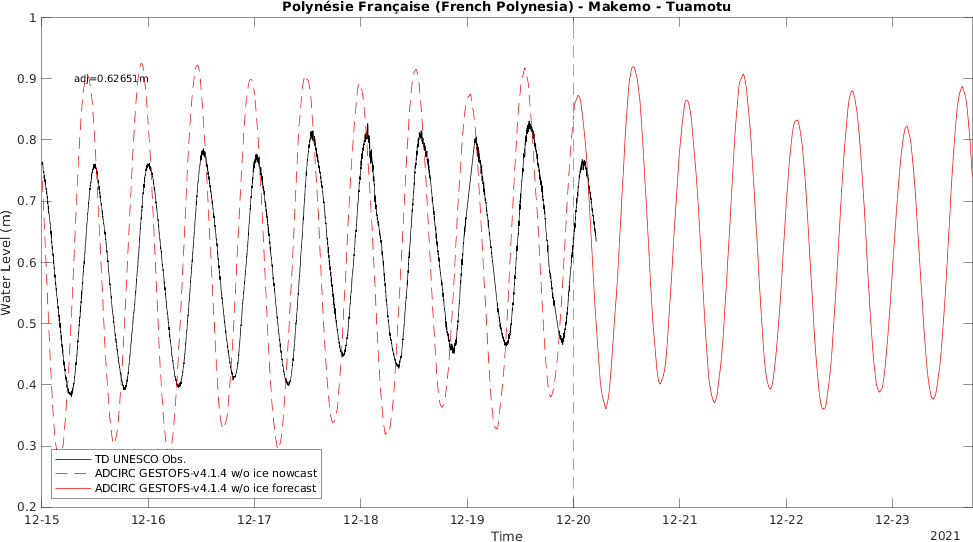 Polynésie Française (French Polynesia) - Makemo - Tuamotu
1
0.9
0.8
0.7
0.6
0.5
0.4
0.3
0.2
Water Level (m)
adj=0.62651m
TD UNESCO Obs.
ADCIRC GESTOFS-v4.1.4 w/o ice nowcast
ADCIRC GESTOFS-v4.1.4 w/o ice forecast
12-15 12-16 12-17 12-18 12-19 12-20 12-21 12-22 12-23
Time
2021